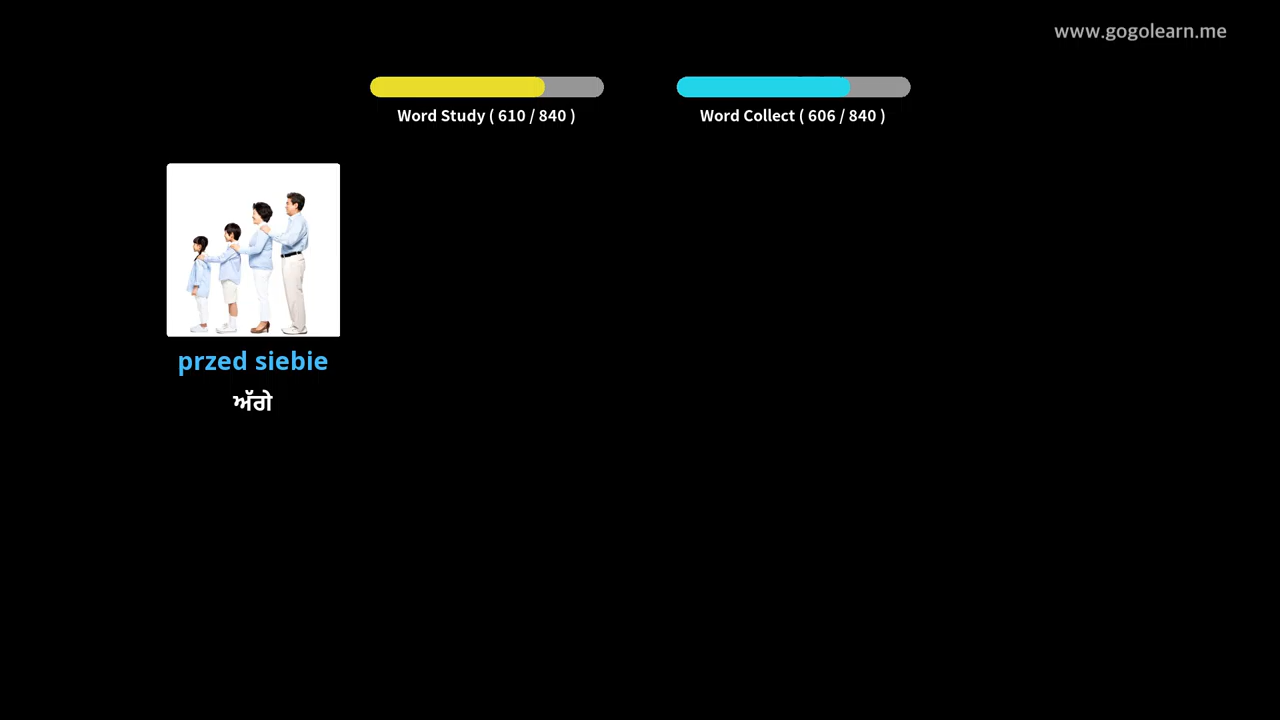 www.gogolearn.me
Word Study ( 610 / 840 )
Word Collect ( 606 / 840 )
przed siebie
ਅੱਗੇ